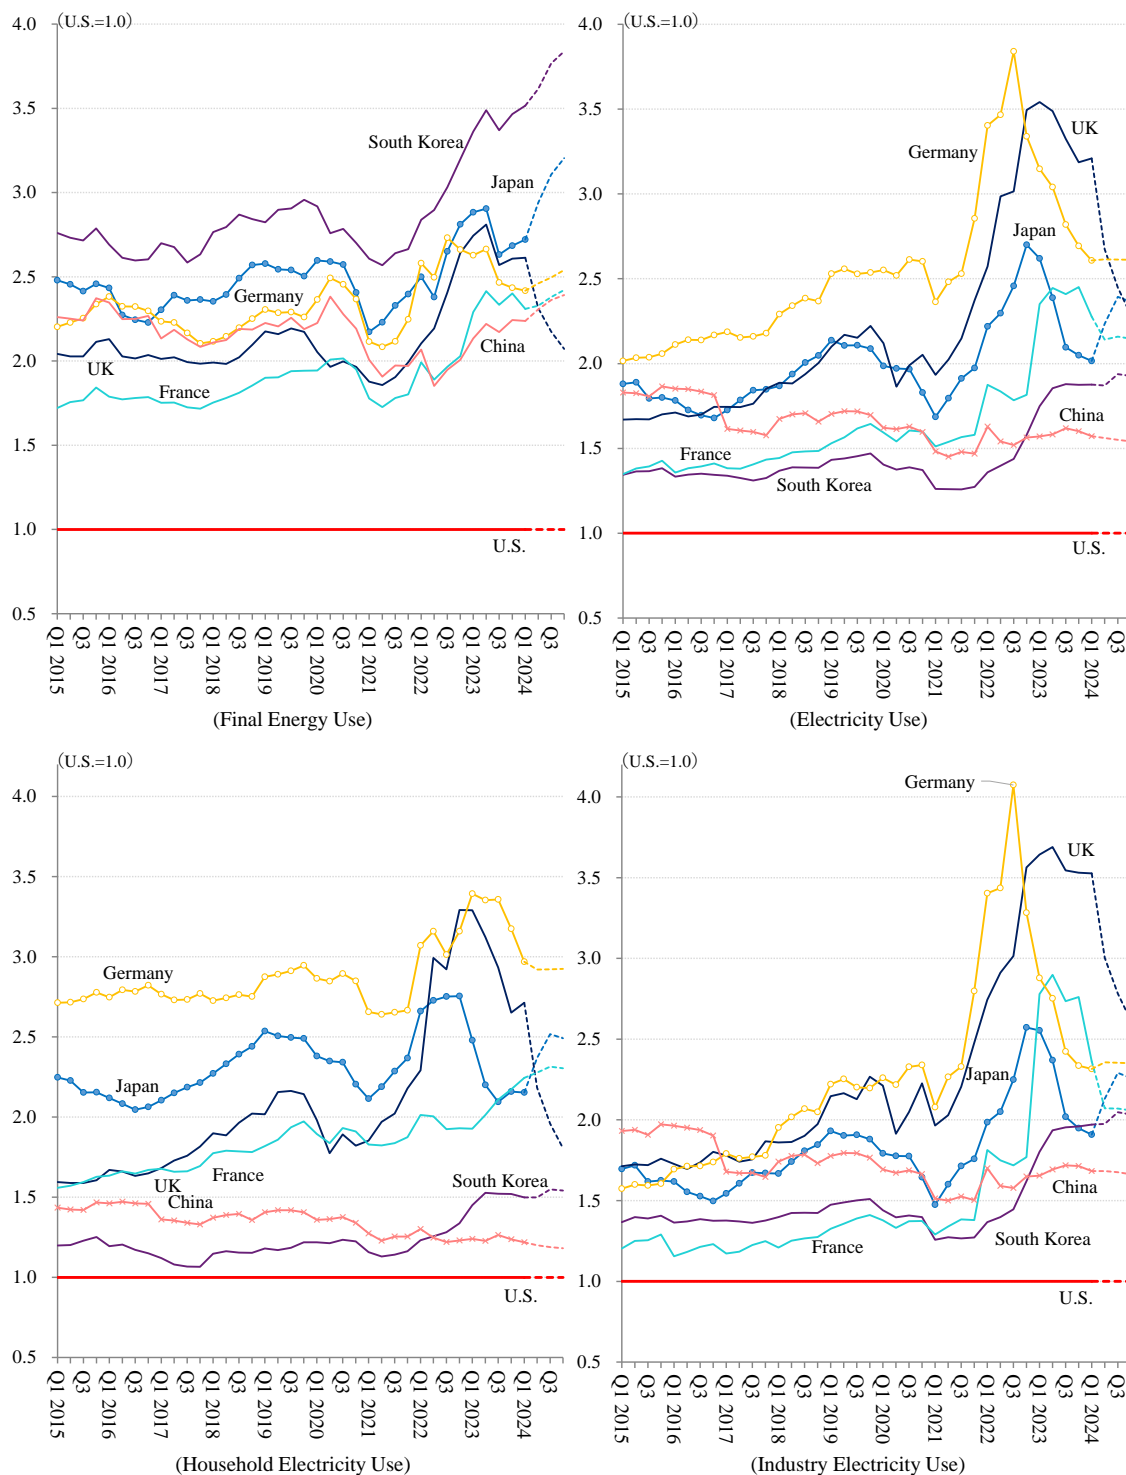 (U.S.=1.0)
4.0
3.5
3.0
2.5
2.0
1.5
1.0
0.5
South Korea
Japan
Germany
UK
France
China
U.S.
Q1 Q3 Q1 Q3 Q1 Q3 Q1 Q3 Q1 Q3 Q1 Q3 Q1 Q3 Q1 Q3 Q1 Q3 Q1 Q3
2015 2016 2017 2018 2019 2020 2021 2022 2023 2024
(Final Energy Use)
(U.S.=1.0)
4.0
3.5
3.0
2.5
2.0
1.5
1.0
0.5
UK
Germany
Japan
China
France
South Korea
U.S.
Q1 Q3 Q1 Q3 Q1 Q3 Q1 Q3 Q1 Q3 Q1 Q3 Q1 Q3 Q1 Q3 Q1 Q3 Q1 Q3
2015 2016 2017 2018 2019 2020 2021 2022 2023 2024
(Electricity Use)
(U.S.=1.0)
4.0
3.5
3.0
2.5
2.0
1.5
1.0
0.5
Germany
Japan
France
UK
China
South Korea
U.S.
Q1 Q3 Q1 Q3 Q1 Q3 Q1 Q3 Q1 Q3 Q1 Q3 Q1 Q3 Q1 Q3 Q1 Q3 Q1 Q3
2015 2016 2017 2018 2019 2020 2021 2022 2023 2024
(Household Electricity Use)
(U.S.=1.0)
4.0
3.5
3.0
2.5
2.0
1.5
1.0
0.5
Germany
UK
Japan
China
South Korea
France
U.S.
Q1 Q3 Q1 Q3 Q1 Q3 Q1 Q3 Q1 Q3 Q1 Q3 Q1 Q3 Q1 Q3 Q1 Q3 Q1 Q3
2015 2016 2017 2018 2019 2020 2021 2022 2023 2024
(Industry Electricity Use)